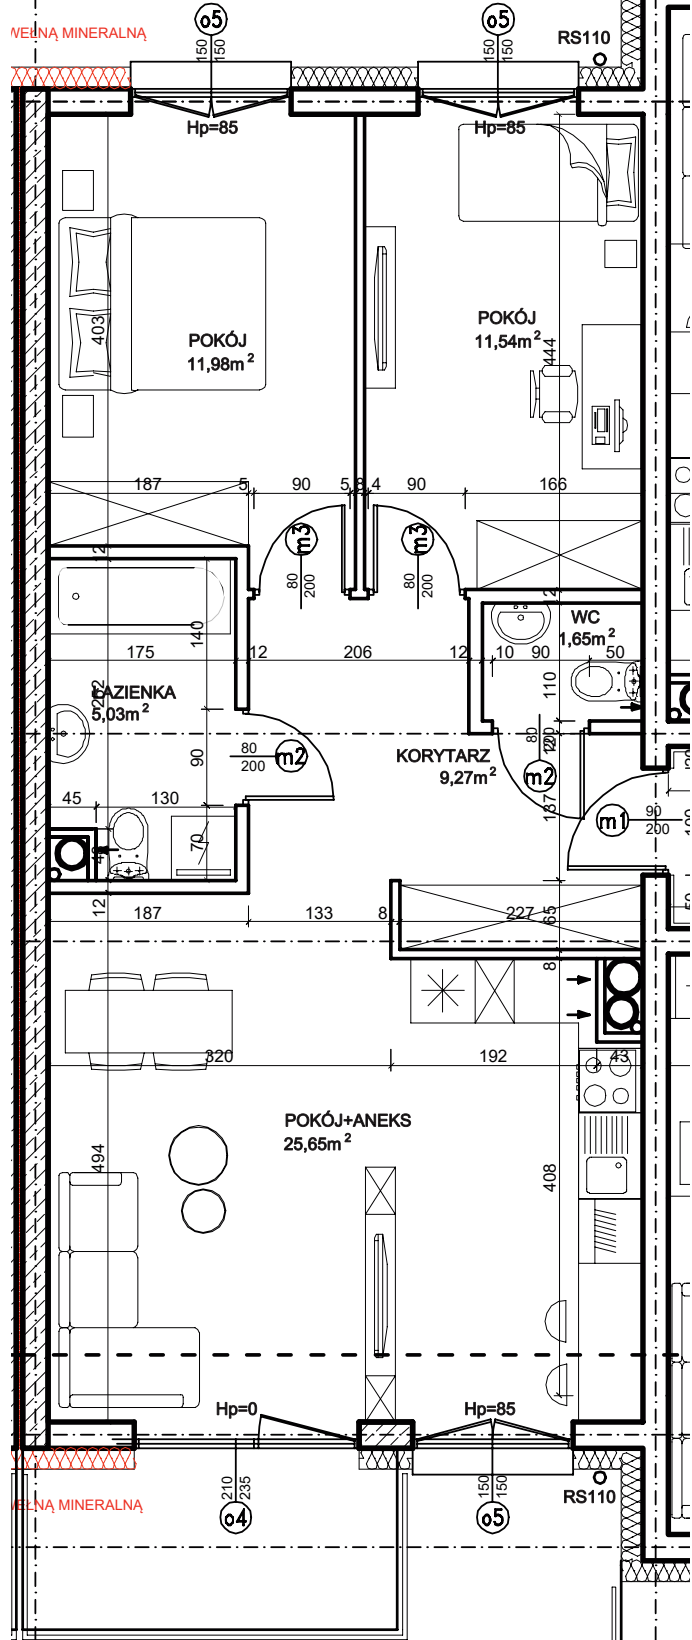 o5
o5
150
150
150
150
RS110
WEŁNĄ MINERALNĄ
Hp=85
Hp=85
POKÓJ
11,98m²
POKÓJ
11,54m²
403
444
187
5
90
5
8
4
90
166
m3
m3
80
200
80
200
12
12
WC
1,65m²
140
175
12
206
12
10
90
50
ŁAZIENKA
5,03m²
110
KORYTARZ
9,27m²
80
200
m2
80
200
m2
90
137
45
130
m1
90
200
70
12
187
133
8
227
65
8
320
192
43
POKÓJ+ANEKS
25,65m²
494
408
Hp=0
Hp=85
210
235
150
150
RS110
WEŁNĄ MINERALNĄ
o4
o5